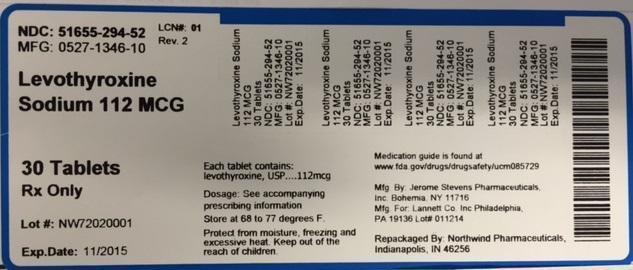 NDC: 51655-294-52
MFG: 0527-1346-10
LCN#: 01
Rev. 2
Levothyroxine
Sodium 112 MCG
30 Tablets
Rx Only
Lot #: NW72020001
Exp.Date: 11/2015
Levothyroxine Sodium
112 MCG
30 Tablets
NDC: 51655-294-52
MFG: 0527-1346-10
Lot #: NW72020001
Exp.Date: 11/2015
Levothyroxine Sodium
112 MCG
30 Tablets
NDC: 51655-294-52
MFG: 0527-1346-10
Lot #: NW72020001
Exp.Date: 11/2015
Levothyroxine Sodium
112 MCG
30 Tablets
NDC: 51655-294-52
MFG: 0527-1346-10
Lot #: NW72020001
Exp.Date: 11/2015
Levothyroxine Sodium
112 MCG
30 Tablets
NDC: 51655-294-52
MFG: 0527-1346-10
Lot #: NW72020001
Exp.Date: 11/2015
Each tablet contains:
levothyroxine, USP....112mcg
Dosage: See accompanying
prescribing information
Store at 68 to 77 degrees F.
Protect from moisture, freezing and
excessive heat. Keep out of the
reach of children.
Medication guide is found at
www.fda.gov/drugs/drugsafety/ucm085729
Mfg. By: Jerome Stevens Pharmaceuticals,
Inc. Bohemia, NY 11716
Mfg. For: Lannett Co. Inc Philadelphia,
PA 19136 Lot# 011214
Repackaged By: Northwind Pharmaceuticals,
Indianapolis, IN 46256